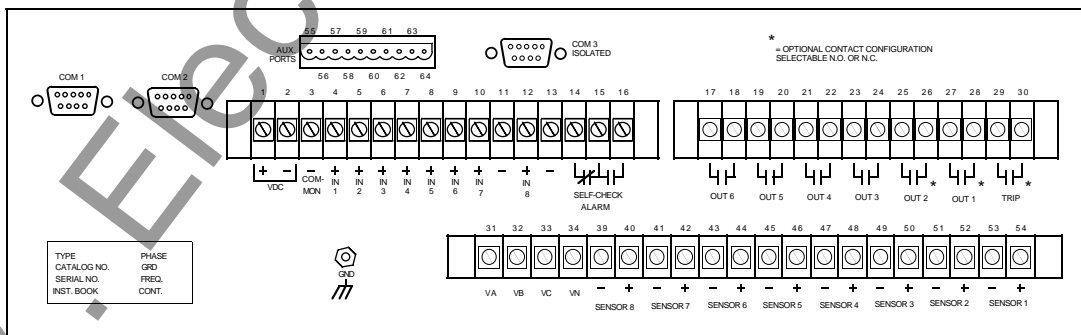 55 57 59 61 63
AUX.
PORTS
56 58 60 62 64
COM 3
ISOLATED
*
= OPTIONAL CONTACT CONFIGURATION
SELECTABLE N.O. OR N.C.
COM 1
COM 2
1 2 3 4 5 6 7 8 9 10 11 12 13 14 15 16
17 18 19 20 21 22 23 24 25 26 27 28 29 30
+ − − + + + + + + + − + −
VDC
COM-
MON
IN
1
IN
2
IN
3
IN
4
IN
5
IN
6
IN
7
IN
8
SELF-CHECK
ALARM
OUT 6 OUT 5 OUT 4 OUT 3 OUT 2 * OUT 1 * TRIP *
31 32 33 34 39 40 41 42 43 44 45 46 47 48 49 50 51 52 53 54
VA VB VC VN − + − + − + − + − + − + − + − +
SENSOR 8 SENSOR 7 SENSOR 6 SENSOR 5 SENSOR 4 SENSOR 3 SENSOR 2 SENSOR 1
TYPE PHASE
CATALOG NO. GRD
SERIAL NO. FREQ.
INST. BOOK CONT.
GND
. Elec